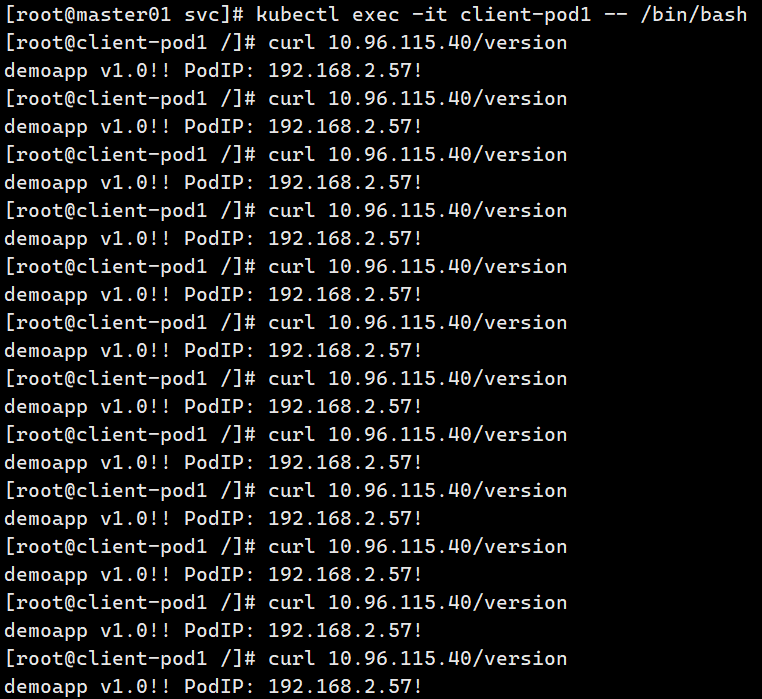 [root@master01 svc]# kubectl exec -it client-pod1 -- /bin/bash
[root@client-pod1 /]# curl 10.96.115.40/version
demoapp v1.0!! PodIP: 192.168.2.57!
[root@client-pod1 /]# curl 10.96.115.40/version
demoapp v1.0!! PodIP: 192.168.2.57!
[root@client-pod1 /]# curl 10.96.115.40/version
demoapp v1.0!! PodIP: 192.168.2.57!
[root@client-pod1 /]# curl 10.96.115.40/version
demoapp v1.0!! PodIP: 192.168.2.57!
[root@client-pod1 /]# curl 10.96.115.40/version
demoapp v1.0!! PodIP: 192.168.2.57!
[root@client-pod1 /]# curl 10.96.115.40/version
demoapp v1.0!! PodIP: 192.168.2.57!
[root@client-pod1 /]# curl 10.96.115.40/version
demoapp v1.0!! PodIP: 192.168.2.57!
[root@client-pod1 /]# curl 10.96.115.40/version
demoapp v1.0!! PodIP: 192.168.2.57!
[root@client-pod1 /]# curl 10.96.115.40/version
demoapp v1.0!! PodIP: 192.168.2.57!
[root@client-pod1 /]# curl 10.96.115.40/version
demoapp v1.0!! PodIP: 192.168.2.57!
[root@client-pod1 /]# curl 10.96.115.40/version
demoapp v1.0!! PodIP: 192.168.2.57!
[root@client-pod1 /]# curl 10.96.115.40/version
demoapp v1.0!! PodIP: 192.168.2.57!